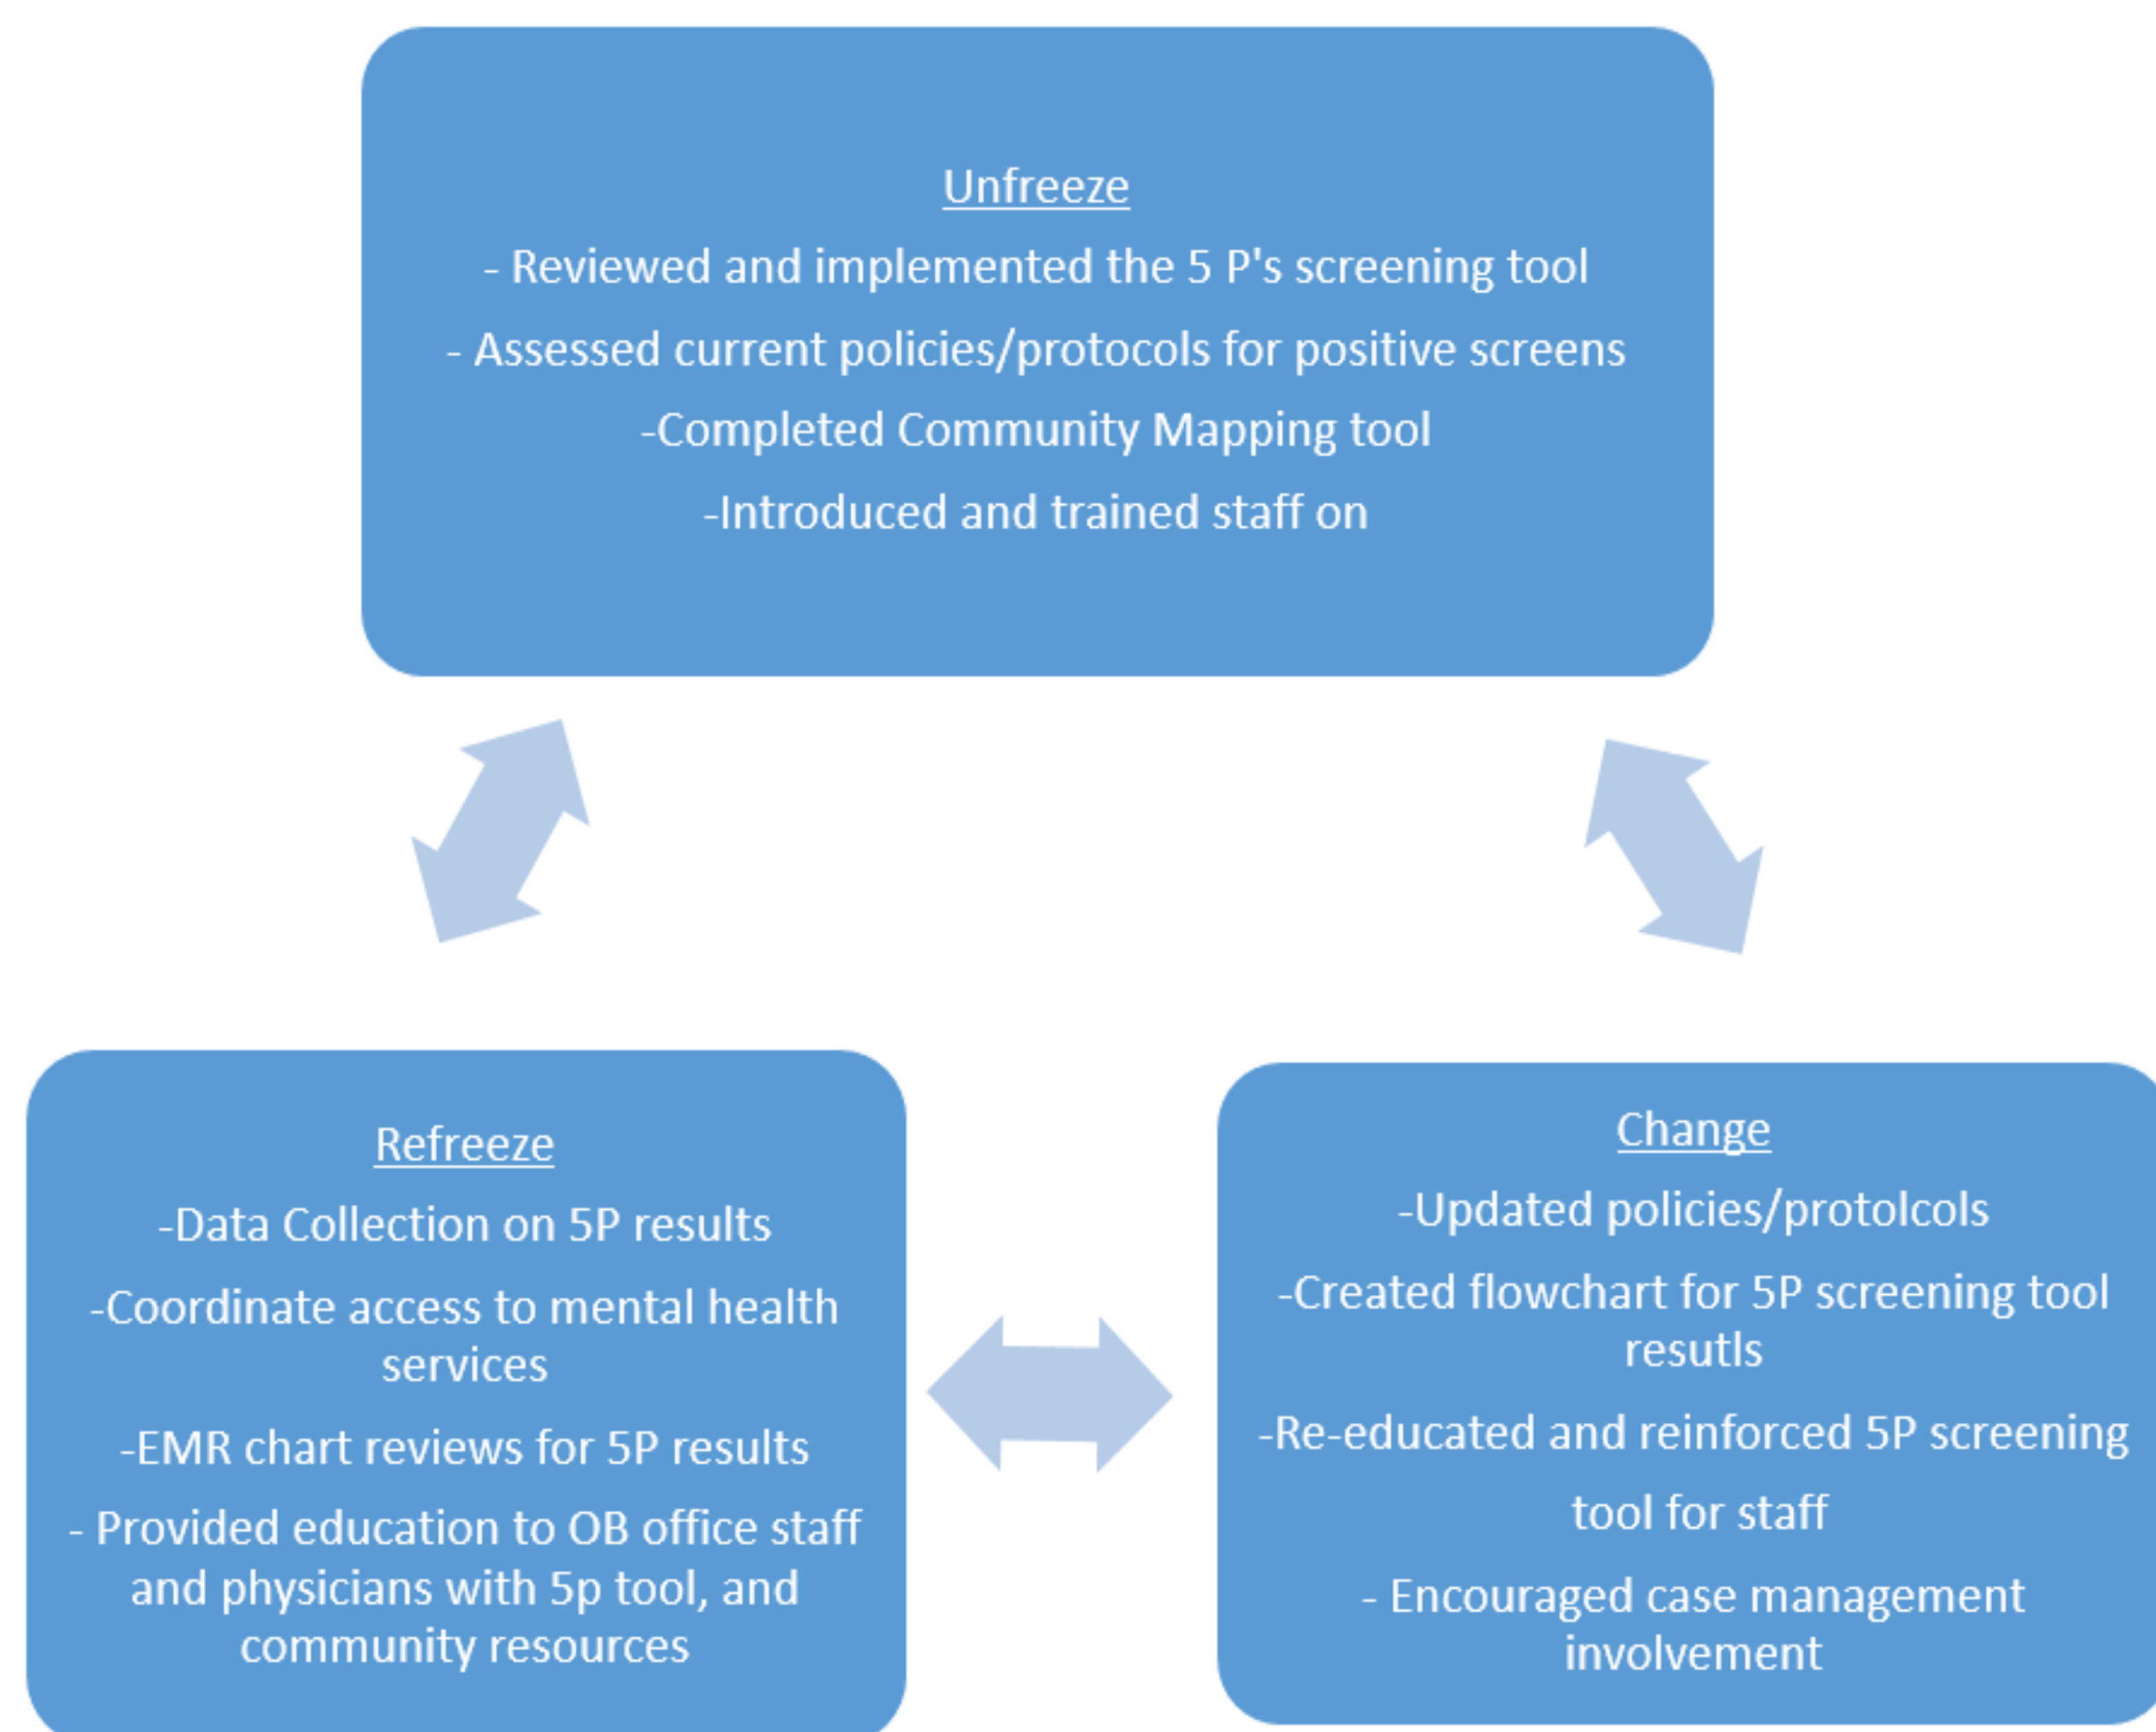 Unfreeze
- Reviewed and implemented the 5 P's screening tool
- Assessed current policies/protocols for positive screens
-Completed Community Mapping tool
-Introduced and trained staff on
Refreeze
-Data Collection on 5P results
-Coordinate access to mental health
services
-EMR chart reviews for 5P results
- Provided education to OB office staff
and physicians with 5p tool, and
community resources
Change
-Updated policies/protolcols
-Created flowchart for 5P screening tool
resutls
-Re-educated and reinforced 5P screening
tool for staff
- Encouraged case management
involvement